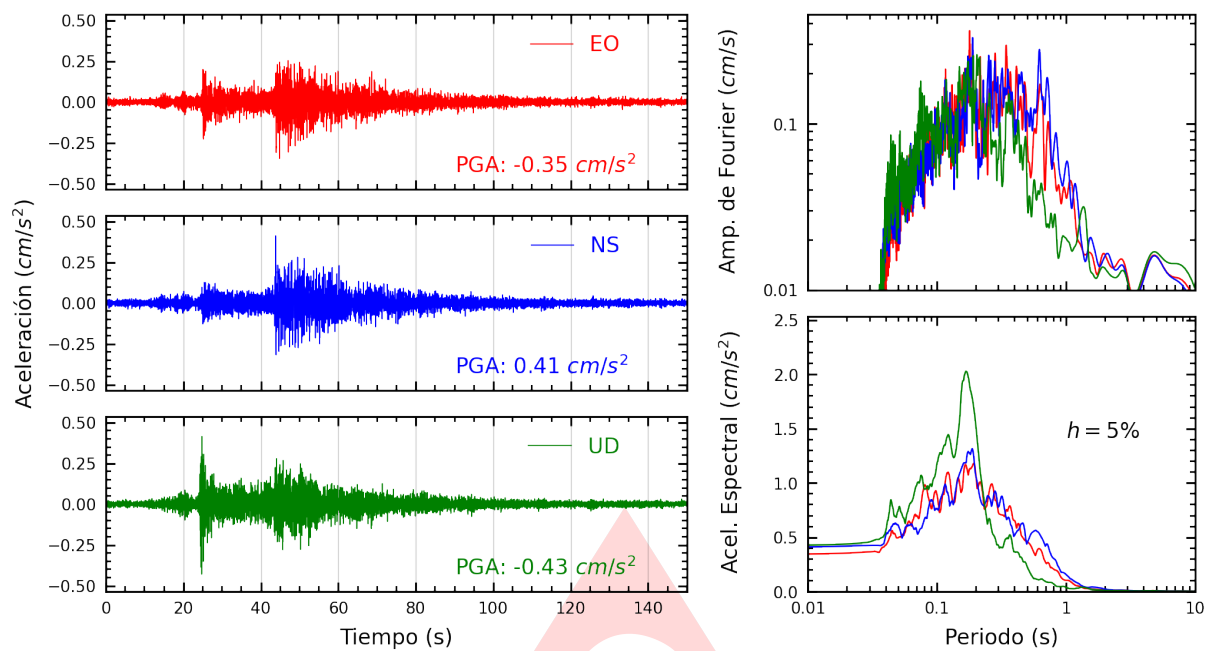 0.50
0.25
0.00
−0.25
−0.50
EO
PGA: -0.35 cm/s²
0.50
0.25
0.00
−0.25
−0.50
NS
PGA: 0.41 cm/s²
0.50
0.25
0.00
−0.25
−0.50
UD
PGA: -0.43 cm/s²
0 20 40 60 80 100 120 140
Tiempo (s)
Aceleración (cm/s²)
0.1
0.01
Amp. de Fourier (cm/s)
2.5
2.0
1.5
1.0
0.5
0.0
h = 5%
Acel. Espectral (cm/s²)
0.01 0.1 1 10
Periodo (s)